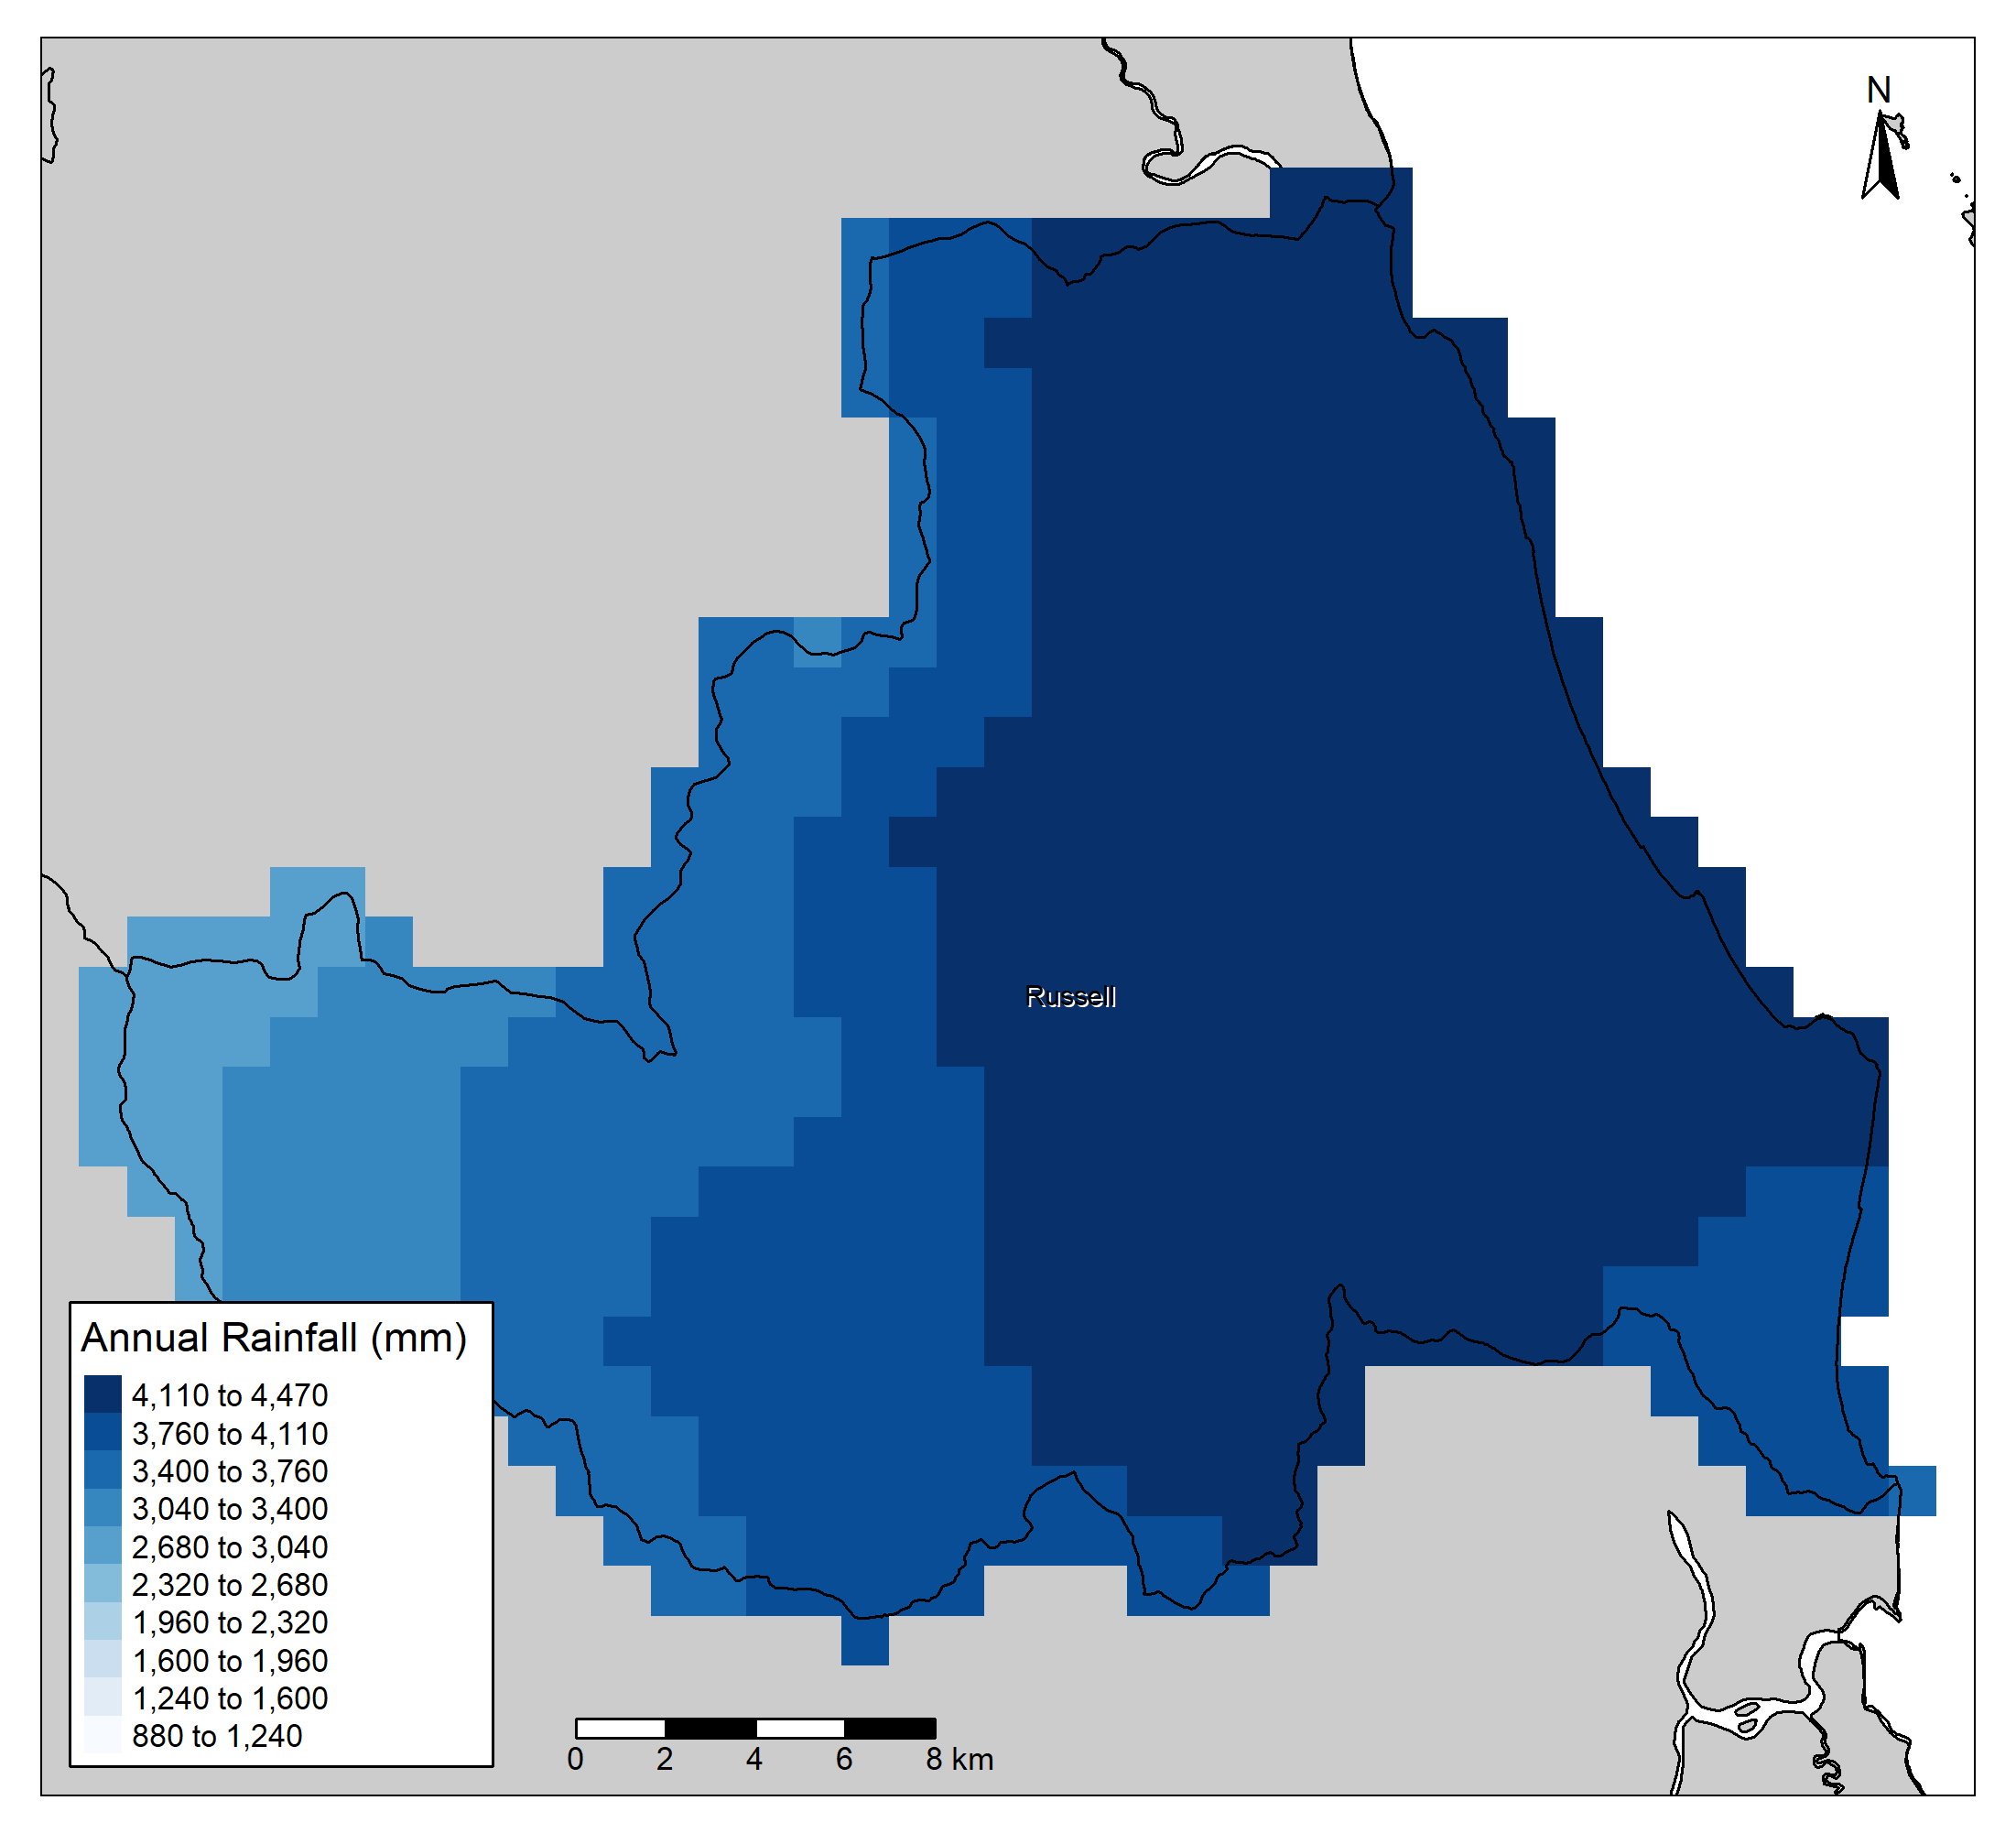 N
Russell
Annual Rainfall (mm)
4,110 to 4,470
3,760 to 4,110
3,400 to 3,760
3,040 to 3,400
2,680 to 3,040
2,320 to 2,680
1,960 to 2,320
1,600 to 1,960
1,240 to 1,600
880 to 1,240
0 2 4 6 8 km